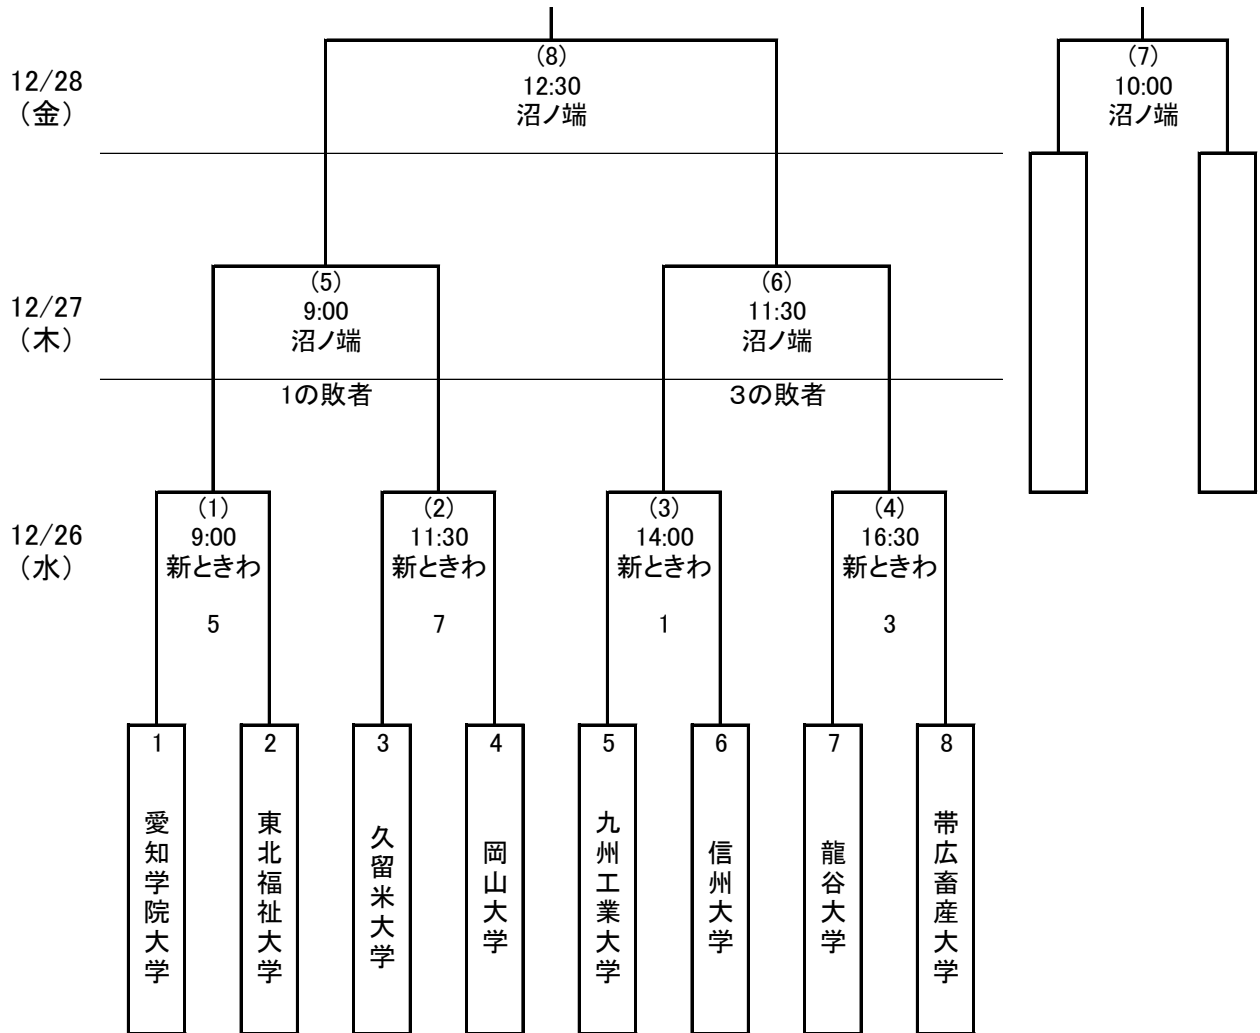 12/28
（金）
(8)
12:30
沼ノ端
(7)
10:00
沼ノ端
12/27
（木）
(5)
9:00
沼ノ端
(6)
11:30
沼ノ端
1の敗者
３の敗者
12/26
（水）
(1)
9:00
新ときわ
5
(2)
11:30
新ときわ
7
(3)
14:00
新ときわ
1
(4)
16:30
新ときわ
3
1
愛知学院大学
2
東北福祉大学
3
久留米大学
4
岡山大学
5
九州工業大学
6
信州大学
7
龍谷大学
8
帯広畜産大学